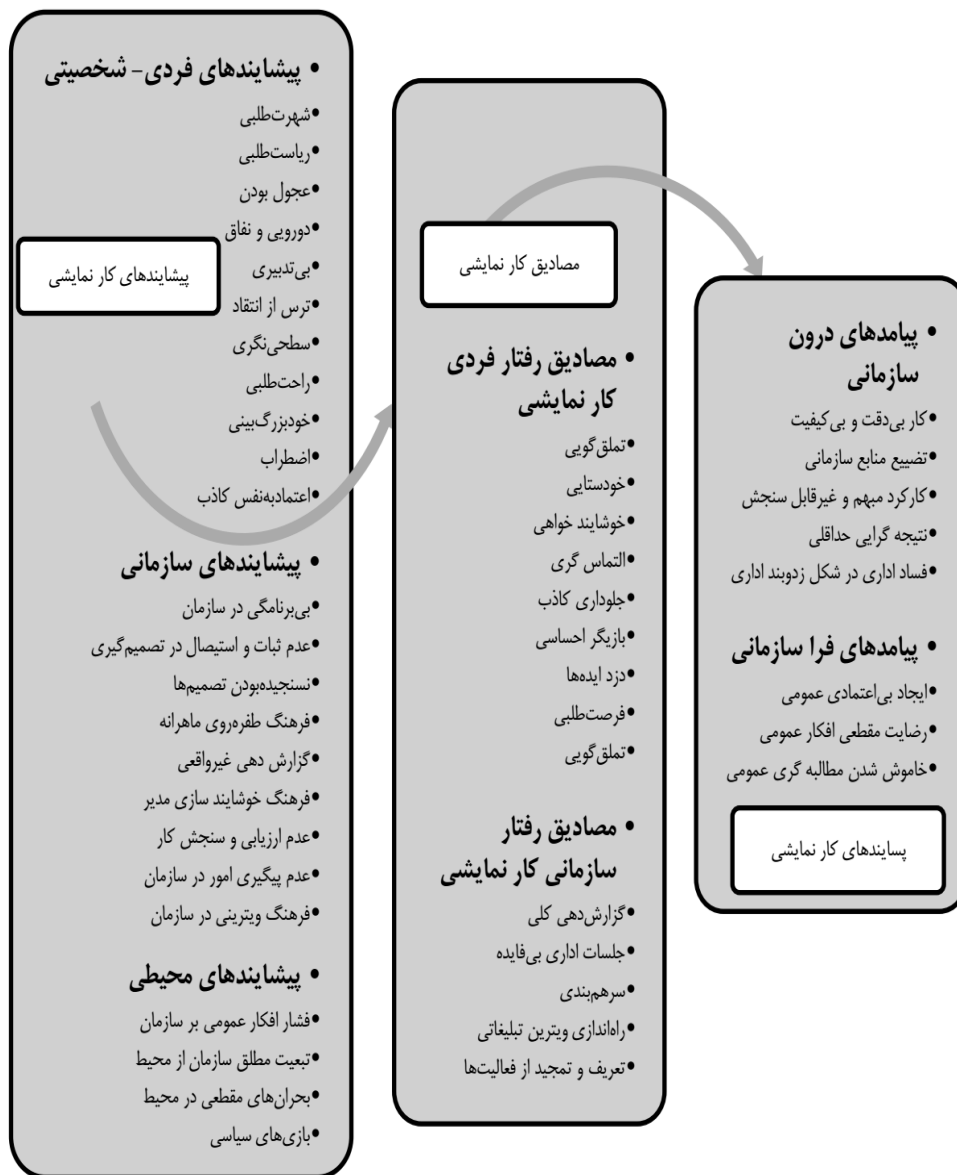 • پیشایندهای فردی- شخصیتی
•شهرت‌طلبی
•ریاست‌طلبی
•عجول بودن
•دورویی و نفاق
•بی‌تدبیری
•ترس از انتقاد
•سطحی‌نگری
•راحت‌طلبی
•خودبزرگ‌بینی
•اضطراب
•اعتمادبه‌نفس کاذب
• پیشایندهای سازمانی
•بی‌برنامگی در سازمان
•عدم ثبات و استیصال در تصمیم‌گیری
•نسنجیده‌بودن تصمیم‌ها
•فرهنگ طفره‌روی ماهرانه
•گزارش دهی غیرواقعی
•فرهنگ خوشایند سازی مدیر
•عدم ارزیابی و سنجش کار
•عدم پیگیری امور در سازمان
•فرهنگ ویترینی در سازمان
• پیشایندهای محیطی
•فشار افکار عمومی بر سازمان
•تبعیت مطلق سازمان از محیط
•بحران‌های مقطعی در محیط
•بازی‌های سیاسی
پیشایندهای کار نمایشی
مصادیق کار نمایشی
• مصادیق رفتار فردی
کار نمایشی
•تملق‌گویی
•خودستایی
•خوشایند خواهی
•التماس گری
•جلوداری کاذب
•بازیگر احساسی
•دزد ایده‌ها
•فرصت‌طلبی
•تملق‌گویی
• مصادیق رفتار
سازمانی کار نمایشی
•گزارش‌دهی کلی
•جلسات اداری بی‌فایده
•سرهم‌بندی
•راه‌اندازی ویترین تبلیغاتی
•تعریف و تمجید از فعالیت‌ها
• پیامدهای درون
سازمانی
•کار بی‌دقت و بی‌کیفیت
•تضییع منابع سازمانی
•کارکرد مبهم و غیرقابل سنجش
•نتیجه گرایی حداقلی
•فساد اداری در شکل زدوبند اداری
• پیامدهای فرا سازمانی
•ایجاد بی‌اعتمادی عمومی
•رضایت مقطعی افکار عمومی
•خاموش شدن مطالبه گری عمومی
پسایندهای کار نمایشی